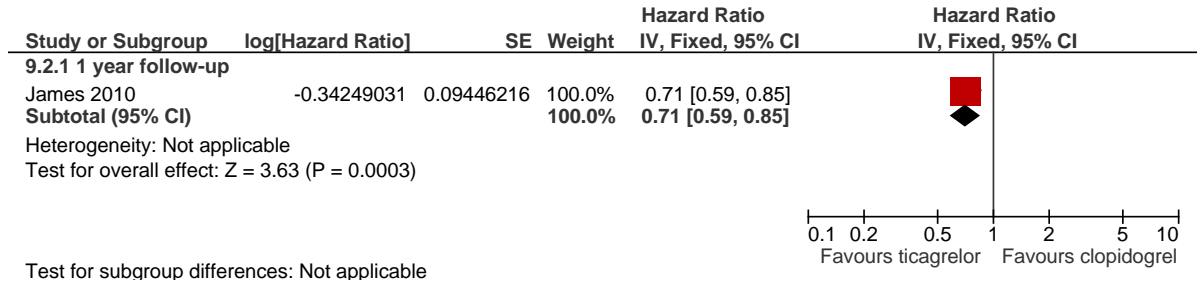 Hazard Ratio Hazard Ratio
Study or Subgroup log[Hazard Ratio] SE Weight IV, Fixed, 95% CI IV, Fixed, 95% CI
9.2.1 1 year follow-up
James 2010 -0.34249031 0.09446216 100.0% 0.71 [0.59, 0.85]
Subtotal (95% CI) 100.0% 0.71 [0.59, 0.85]
Heterogeneity: Not applicable
Test for overall effect: Z = 3.63 (P = 0.0003)
0.1 0.2 0.5 1 2 5 10
Favours ticagrelor Favours clopidogrel
Test for subgroup differences: Not applicable